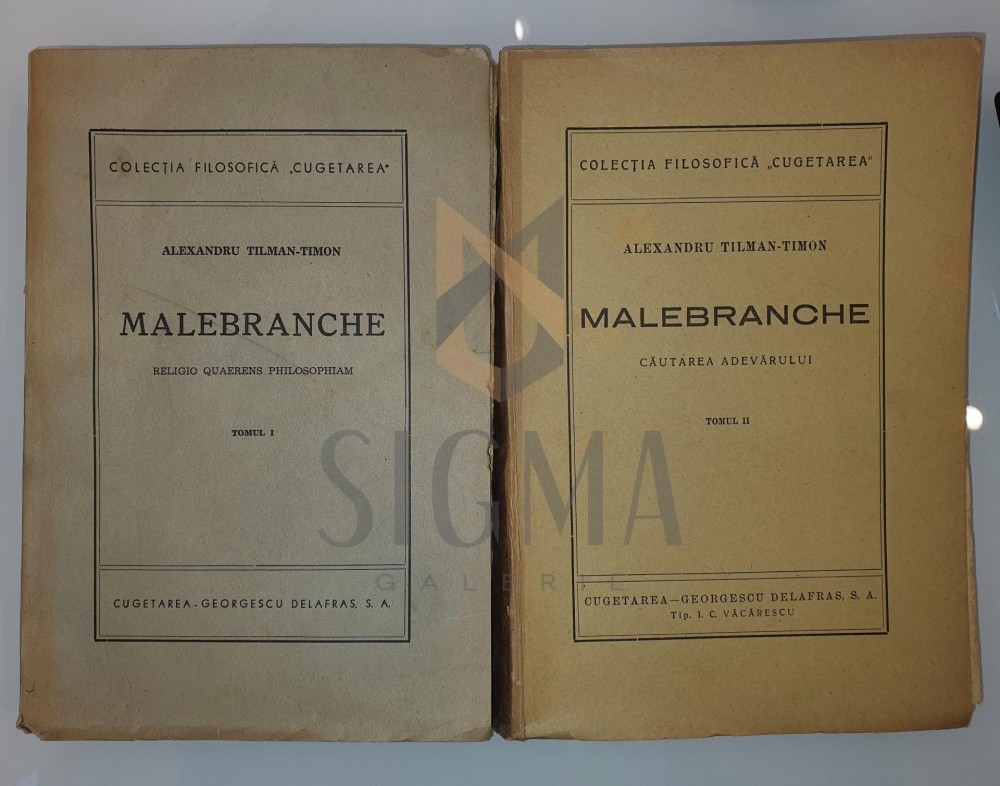 COLECȚIA FILOSOFICĂ „CUGETAREA“
ALEXANDRU TILMAN-TIMON
MALEBRANCHE
RELIGIO QUAERENS PHILOSOPHIAM
TOMUL I
CUGETAREA - GEORGESCU DELAFRAS, S. A.
COLECȚIA FILOSOFICĂ „CUGETAREA“
ALEXANDRU TILMAN-TIMON
MALEBRANCHE
CĂUTAREA ADEVĂRULUI
TOMUL II
CUGETAREA—GEORGESCU DELAFRAS, S. A.
Tip. I. C. VĂCĂRESCU
SIGMA
GALERIE